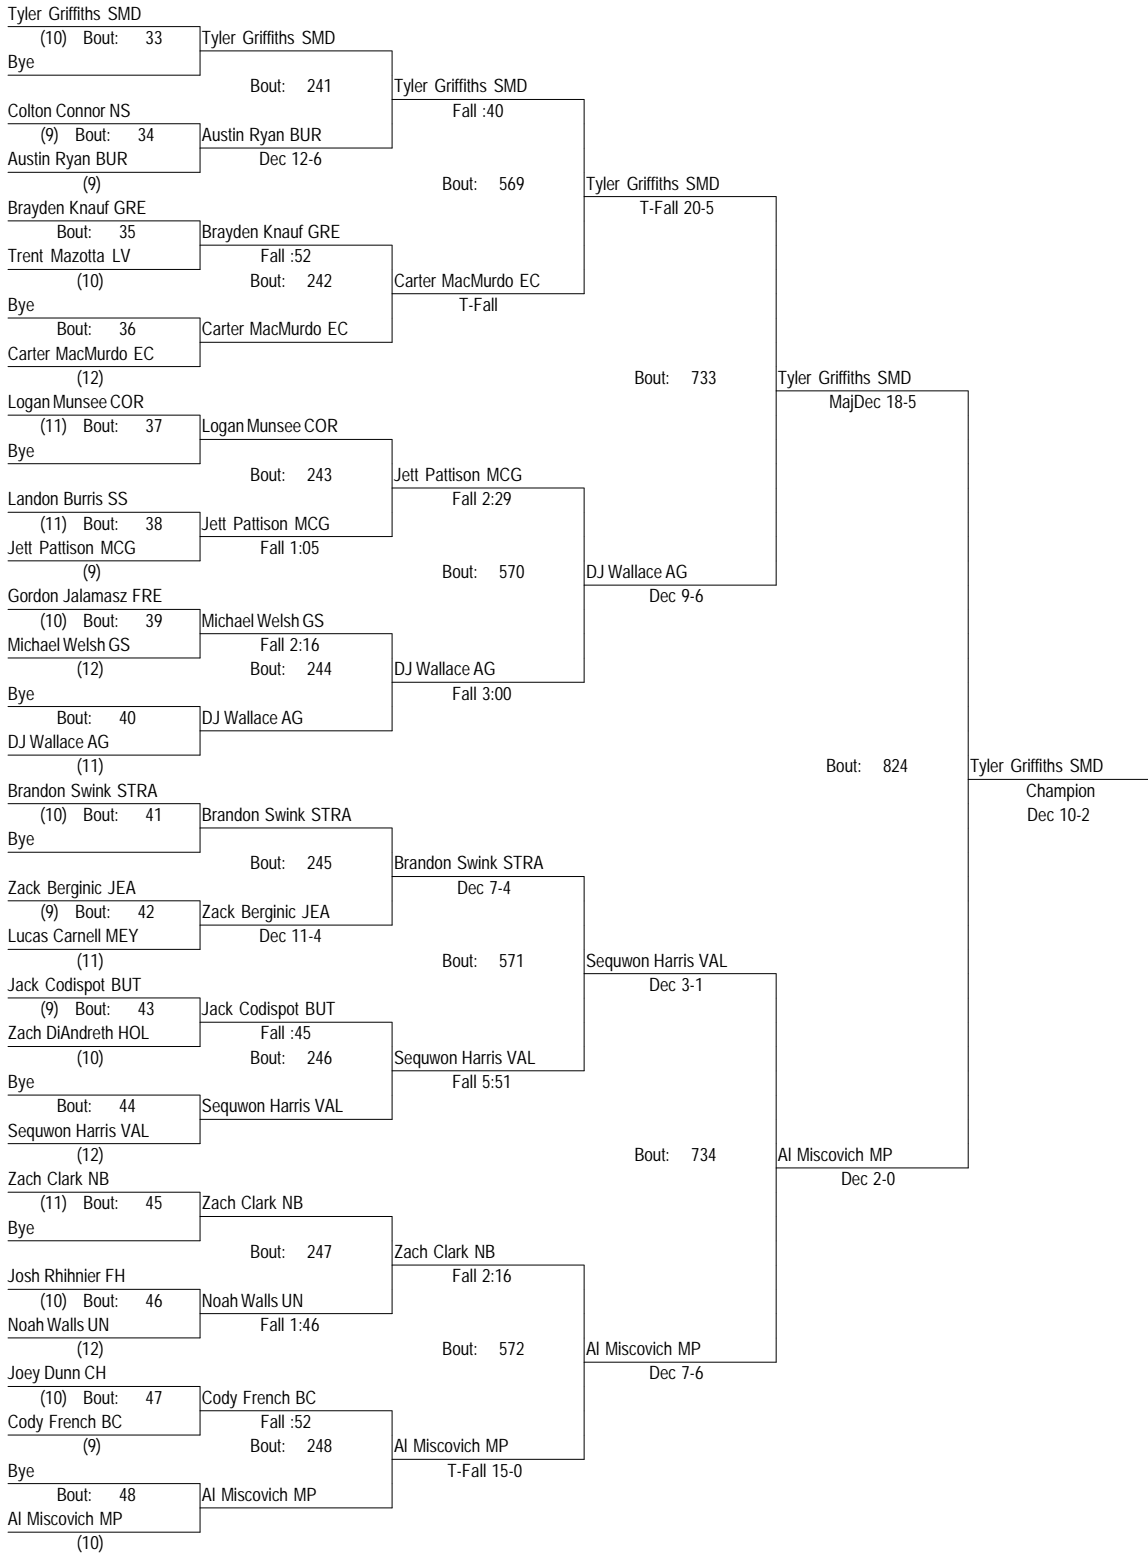 Tyler Griffiths SMD
(10) Bout: 33
Tyler Griffiths SMD
Bye
Bout: 241
Tyler Griffiths SMD
Colton Connor NS
Fall :40
(9) Bout: 34
Austin Ryan BUR
Austin Ryan BUR
Dec 12-6
(9)
Bout: 569
Tyler Griffiths SMD
Brayden Knauf GRE
T-Fall 20-5
Bout: 35
Brayden Knauf GRE
Trent Mazotta LV
Fall :52
(10)
Bout: 242
Carter MacMurdo EC
Bye
T-Fall
Bout: 36
Carter MacMurdo EC
Carter MacMurdo EC
(12)
Bout: 733
Tyler Griffiths SMD
Logan Munsee COR
MajDec 18-5
(11) Bout: 37
Logan Munsee COR
Bye
Bout: 243
Jett Pattison MCG
Landon Burris SS
Fall 2:29
(11) Bout: 38
Jett Pattison MCG
Jett Pattison MCG
Fall 1:05
(9)
Bout: 570
DJ Wallace AG
Gordon Jalamasz FRE
Dec 9-6
(10) Bout: 39
Michael Welsh GS
Michael Welsh GS
Fall 2:16
(12)
Bout: 244
DJ Wallace AG
Bye
Fall 3:00
Bout: 40
DJ Wallace AG
DJ Wallace AG
(11)
Bout: 824
Tyler Griffiths SMD
Brandon Swink STRA
Champion
(10) Bout: 41
Brandon Swink STRA
Dec 10-2
Bye
Bout: 245
Brandon Swink STRA
Zack Berginic JEA
Dec 7-4
(9) Bout: 42
Zack Berginic JEA
Lucas Carnell MEY
Dec 11-4
(11)
Bout: 571
Sequwon Harris VAL
Jack Codispot BUT
Dec 3-1
(9) Bout: 43
Jack Codispot BUT
Zach DiAndreth HOL
Fall :45
(10)
Bout: 246
Sequwon Harris VAL
Bye
Fall 5:51
Bout: 44
Sequwon Harris VAL
Sequwon Harris VAL
(12)
Bout: 734
Al Miscovich MP
Zach Clark NB
Dec 2-0
(11) Bout: 45
Zach Clark NB
Bye
Bout: 247
Zach Clark NB
Josh Rhihnier FH
Fall 2:16
(10) Bout: 46
Noah Walls UN
Noah Walls UN
Fall 1:46
(12)
Bout: 572
Al Miscovich MP
Joey Dunn CH
Dec 7-6
(10) Bout: 47
Cody French BC
Cody French BC
Fall :52
(9)
Bout: 248
Al Miscovich MP
Bye
T-Fall 15-0
Bout: 48
Al Miscovich MP
Al Miscovich MP
(10)